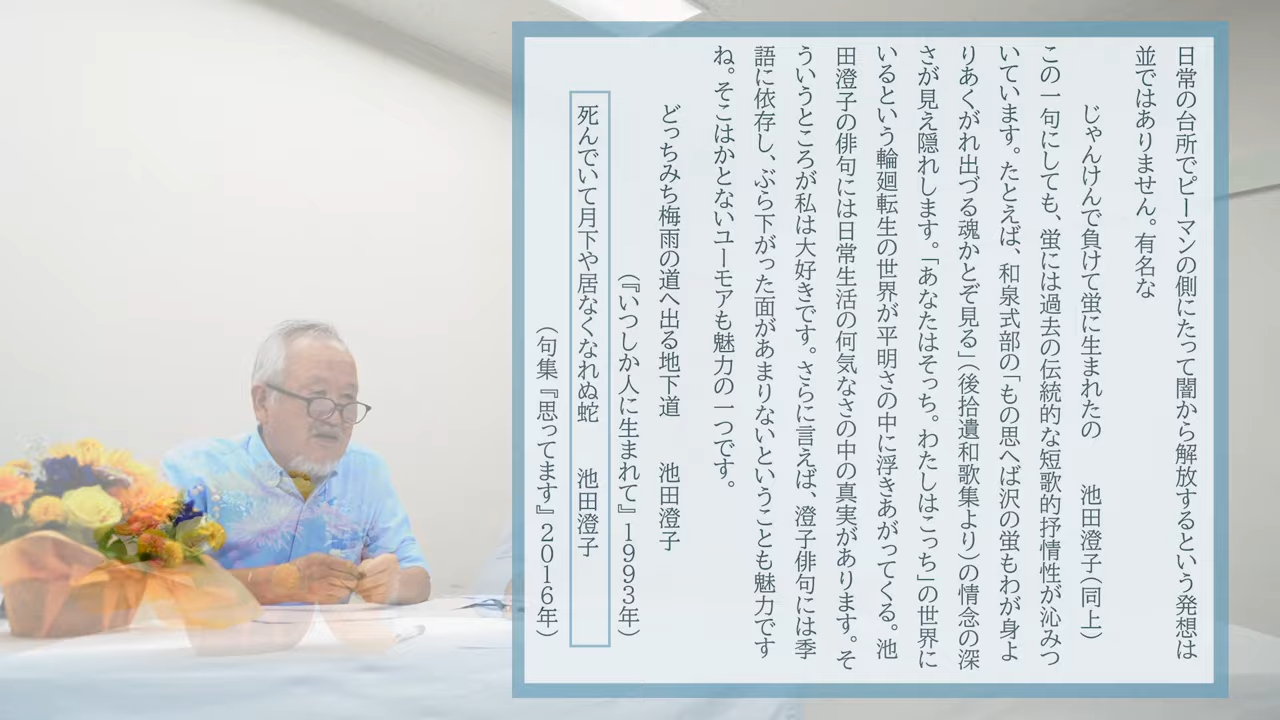 日常の台所でピーマンの側にたって闇から解放するという発想は
並ではありません。有名な
じゃんけんで負けて蛍に生まれたの　　池田澄子（同上）
この一句にしても、蛍には過去の伝統的な短歌的抒情性が沁みつ
いています。たとえば、和泉式部の「もの思へば沢の蛍もわが身よ
りあくがれ出づる魂かとぞ見る」（後拾遺和歌集より）の情念の深
さが見え隠れします。「あなたはそっち。わたしはこっち」の世界に
いるという輪廻転生の世界が平明さの中に浮きあがってくる。池
田澄子の俳句には日常生活の何気なさの中の真実があります。そ
ういうところが私は大好きです。さらに言えば、澄子俳句には季
語に依存し、ぶら下がった面があまりないということも魅力です
ね。そこはかとないユーモアも魅力の一つです。
どっちみち梅雨の道へ出る地下道　　池田澄子
（『いつしか人に生まれて』1993年）
死んでいて月下や居なくなれぬ蛇　　池田澄子
（句集『思ってます』2016年）